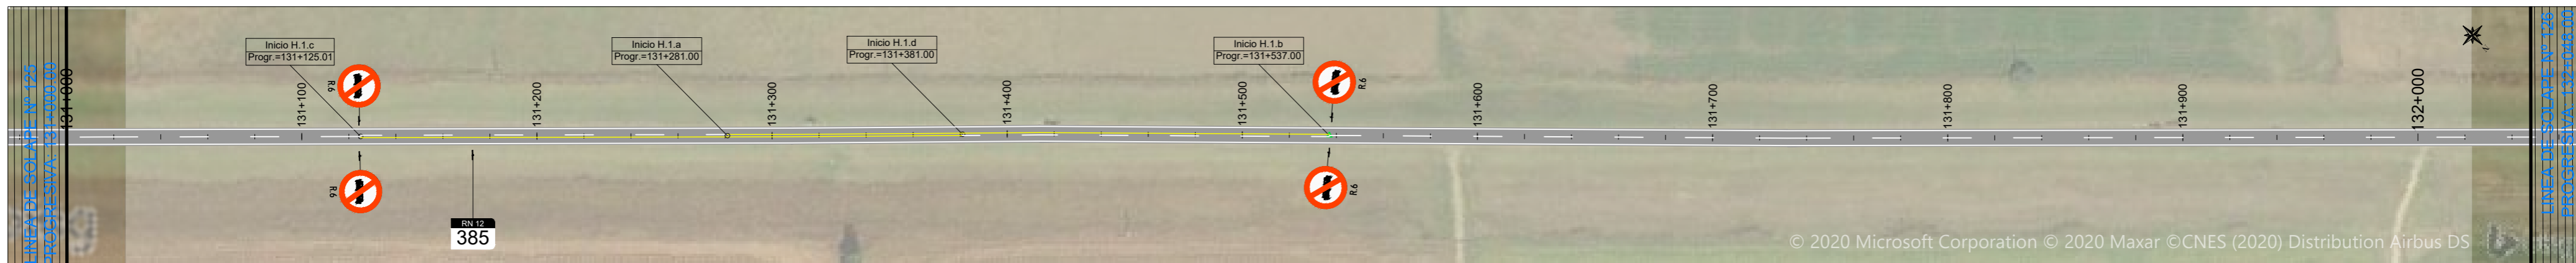 LINEA DE SOLAPE Nº 125
PROGRESIVA: 131+000.00
131+000
Inicio H.1.c
Progr.=131+125.01
131+100
R.6
R.6
RN 12
385
131+200
Inicio H.1.a
Progr.=131+281.00
131+300
Inicio H.1.d
Progr.=131+381.00
131+400
Inicio H.1.b
Progr.=131+537.00
131+500
R.6
R.6
131+600
131+700
131+800
131+900
132+000
© 2020 Microsoft Corporation © 2020 Maxar ©CNES (2020) Distribution Airbus DS
LINEA DE SOLAPE Nº 126